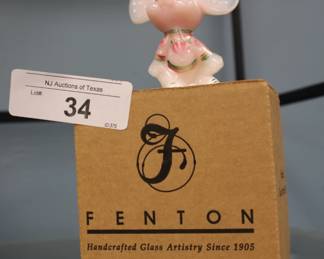 NJ Auctions of Texas
Lot#
34
F
FENTON
Handcrafted Glass Artistry Since 1905